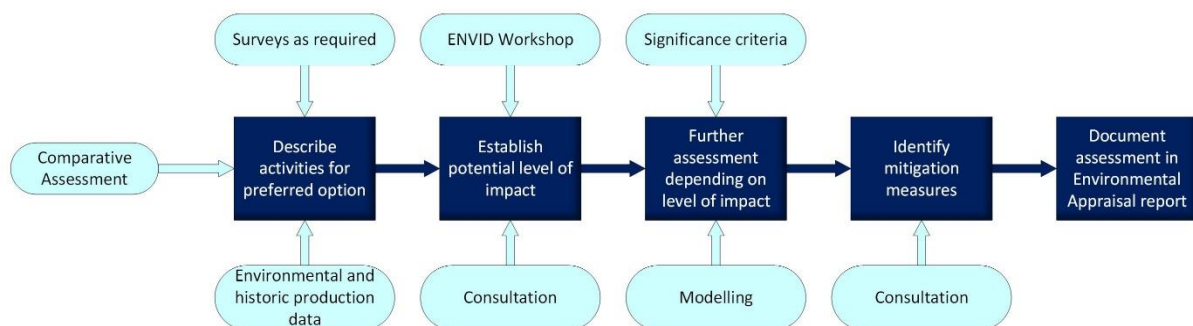 Surveys as required
ENVID Workshop
Significance criteria
Comparative
Assessment
Describe
activities for
preferred option
Establish
potential level of
impact
Further
assessment
depending on
level of impact
Identify
mitigation
measures
Document
assessment in
Environmental
Appraisal report
Environmental and
historic production
data
Consultation
Modelling
Consultation